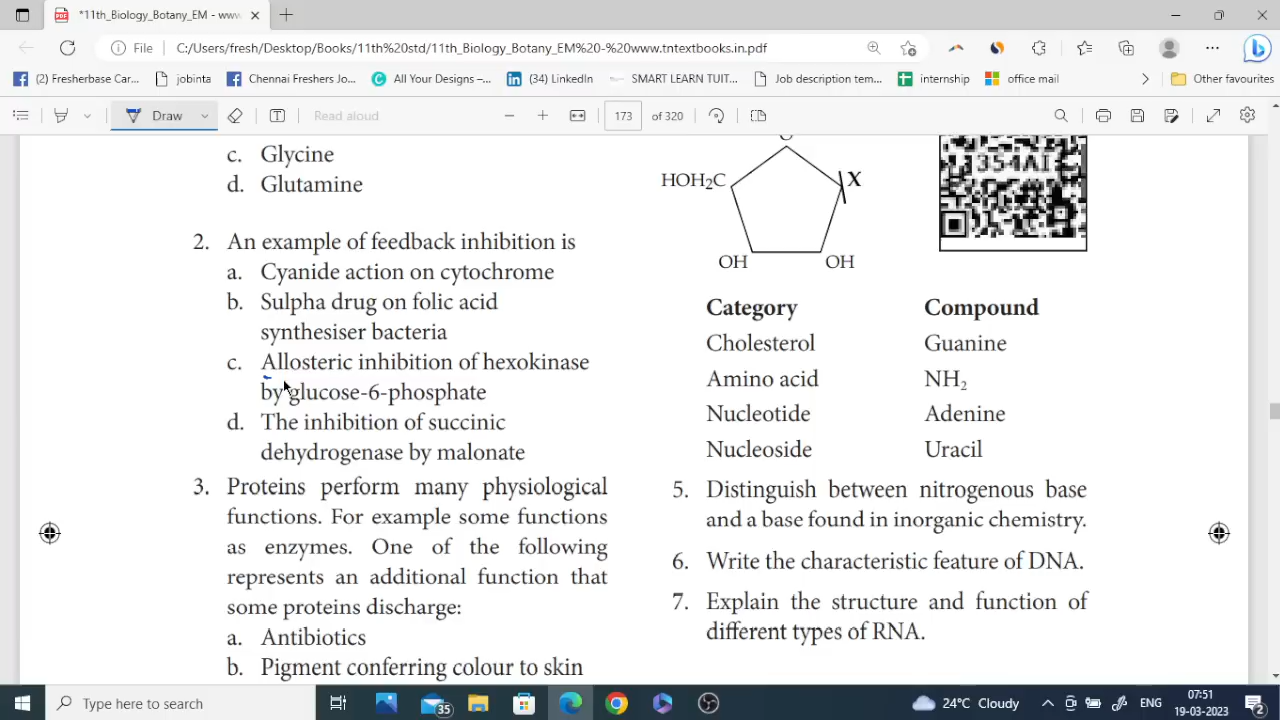 *11th_Biology_Botany_EM - www
File
C:/Users/fresh/Desktop/Books/11th%20std/11th_Biology_Botany_EM%20-%20www.tntextbooks.in.pdf
(2) Fresherbase Car...
jobinta
Chennai Freshers Jo...
All Your Designs –...
(34) LinkedIn
SMART LEARN TUIT...
Job description tem...
internship
office mail
Other favourites
Draw
Read aloud
173
of 320
c. Glycine
d. Glutamine
2. An example of feedback inhibition is
a. Cyanide action on cytochrome
b. Sulpha drug on folic acid
synthesiser bacteria
c. Allosteric inhibition of hexokinase
by glucose-6-phosphate
d. The inhibition of succinic
dehydrogenase by malonate
3. Proteins perform many physiological
functions. For example some functions
as enzymes. One of the following
represents an additional function that
some proteins discharge:
a. Antibiotics
b. Pigment conferring colour to skin
HOH₂C
X
OH
OH
1354AI
Category Compound
Cholesterol Guanine
Amino acid NH₂
Nucleotide Adenine
Nucleoside Uracil
5. Distinguish between nitrogenous base
and a base found in inorganic chemistry.
6. Write the characteristic feature of DNA.
7. Explain the structure and function of
different types of RNA.
Type here to search
35
24°C Cloudy
ENG
07:51
19-03-2023
2